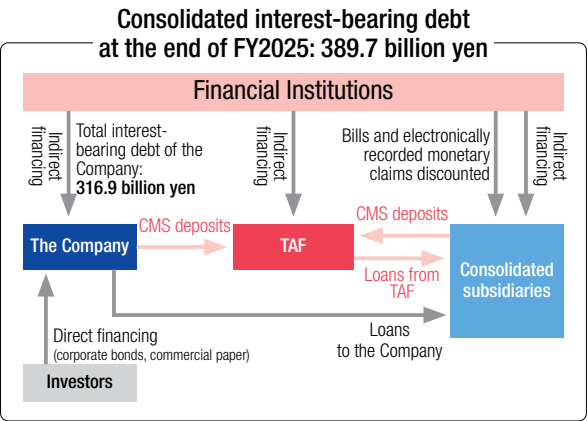 Consolidated interest-bearing debt
at the end of FY2025: 389.7 billion yen
Financial Institutions
Indirect
financing
Total interest-
bearing debt of the
Company:
316.9 billion yen
Indirect
financing
Bills and electronically
recorded monetary
claims discounted
Indirect
financing
The Company
CMS deposits
TAF
CMS deposits
Loans from
TAF
Consolidated
subsidiaries
Direct financing
(corporate bonds, commercial paper)
Loans
to the Company
Investors